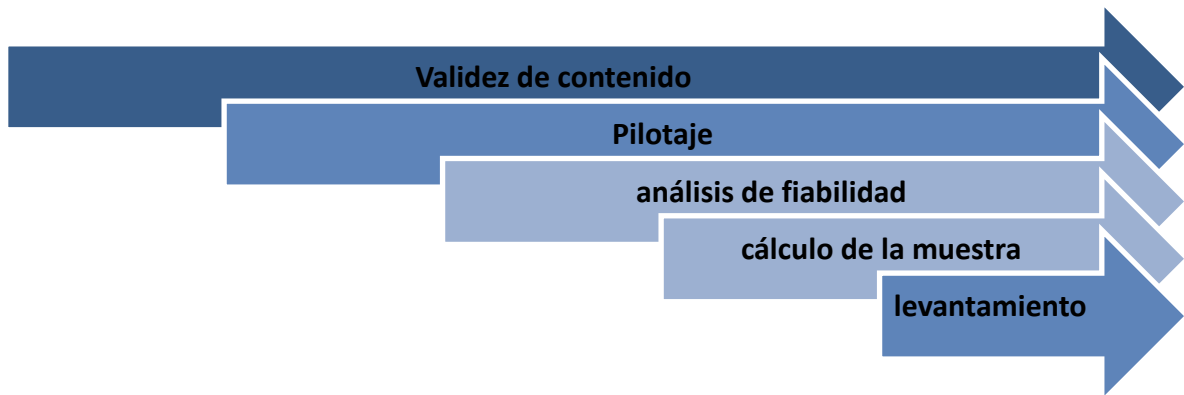 Validez de contenido
Pilotaje
análisis de fiabilidad
cálculo de la muestra
levantamiento